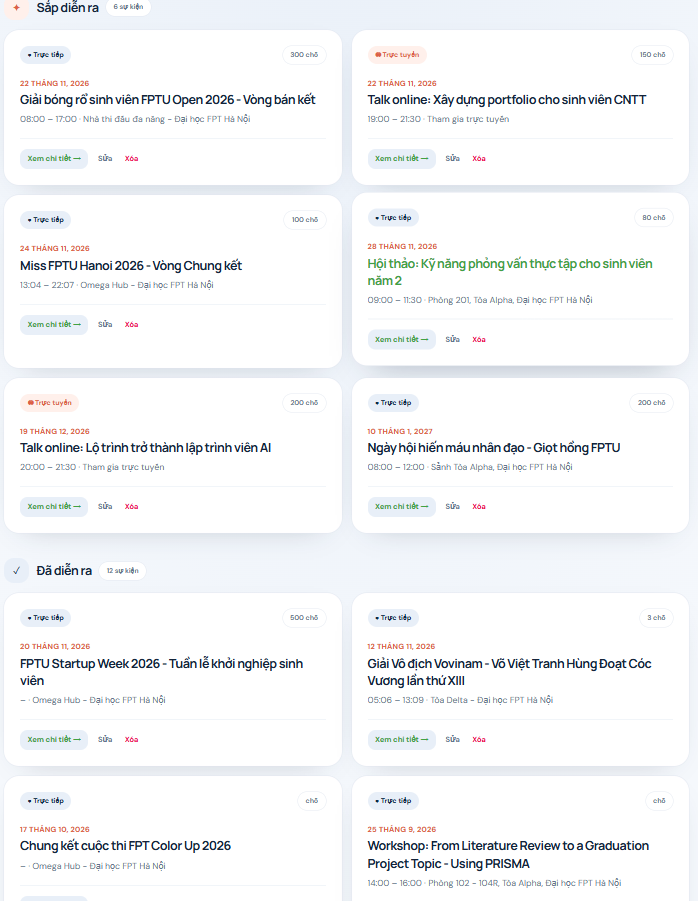 Sắp diễn ra
6 sự kiện
Trực tiếp
300 chỗ
22 THÁNG 11, 2026
Giải bóng rổ sinh viên FPTU Open 2026 - Vòng bán kết
08:00 – 17:00 · Nhà thi đấu đa năng - Đại học FPT Hà Nội
Xem chi tiết →
Sửa
Xóa
Trực tuyến
150 chỗ
22 THÁNG 11, 2026
Talk online: Xây dựng portfolio cho sinh viên CNTT
19:00 – 21:30 · Tham gia trực tuyến
Xem chi tiết →
Sửa
Xóa
Trực tiếp
100 chỗ
24 THÁNG 11, 2026
Miss FPTU Hanoi 2026 - Vòng Chung kết
13:04 – 22:07 · Omega Hub - Đại học FPT Hà Nội
Xem chi tiết →
Sửa
Xóa
Trực tiếp
80 chỗ
28 THÁNG 11, 2026
Hội thảo: Kỹ năng phỏng vấn thực tập cho sinh viên
năm 2
09:00 – 11:30 · Phòng 201, Tòa Alpha, Đại học FPT Hà Nội
Xem chi tiết →
Sửa
Xóa
Trực tuyến
200 chỗ
19 THÁNG 12, 2026
Talk online: Lộ trình trở thành lập trình viên AI
20:00 – 21:30 · Tham gia trực tuyến
Xem chi tiết →
Sửa
Xóa
Trực tiếp
200 chỗ
10 THÁNG 1, 2027
Ngày hội hiến máu nhân đạo - Giọt hồng FPTU
08:00 – 12:00 · Sảnh Tòa Alpha, Đại học FPT Hà Nội
Xem chi tiết →
Sửa
Xóa
Đã diễn ra
12 sự kiện
Trực tiếp
500 chỗ
20 THÁNG 11, 2026
FPTU Startup Week 2026 - Tuần lễ khởi nghiệp sinh
viên
– · Omega Hub - Đại học FPT Hà Nội
Xem chi tiết →
Sửa
Xóa
Trực tiếp
3 chỗ
12 THÁNG 11, 2026
Giải Vô địch Vovinam - Võ Việt Tranh Hùng Đoạt Cóc
Vương lần thứ XIII
05:06 – 13:09 · Tòa Delta - Đại học FPT Hà Nội
Xem chi tiết →
Sửa
Xóa
Trực tiếp
chỗ
17 THÁNG 10, 2026
Chung kết cuộc thi FPT Color Up 2026
– · Omega Hub - Đại học FPT Hà Nội
Trực tiếp
chỗ
25 THÁNG 9, 2026
Workshop: From Literature Review to a Graduation
Project Topic - Using PRISMA
14:00 – 16:00 · Phòng 102 - 104R, Tòa Alpha, Đại học FPT Hà Nội